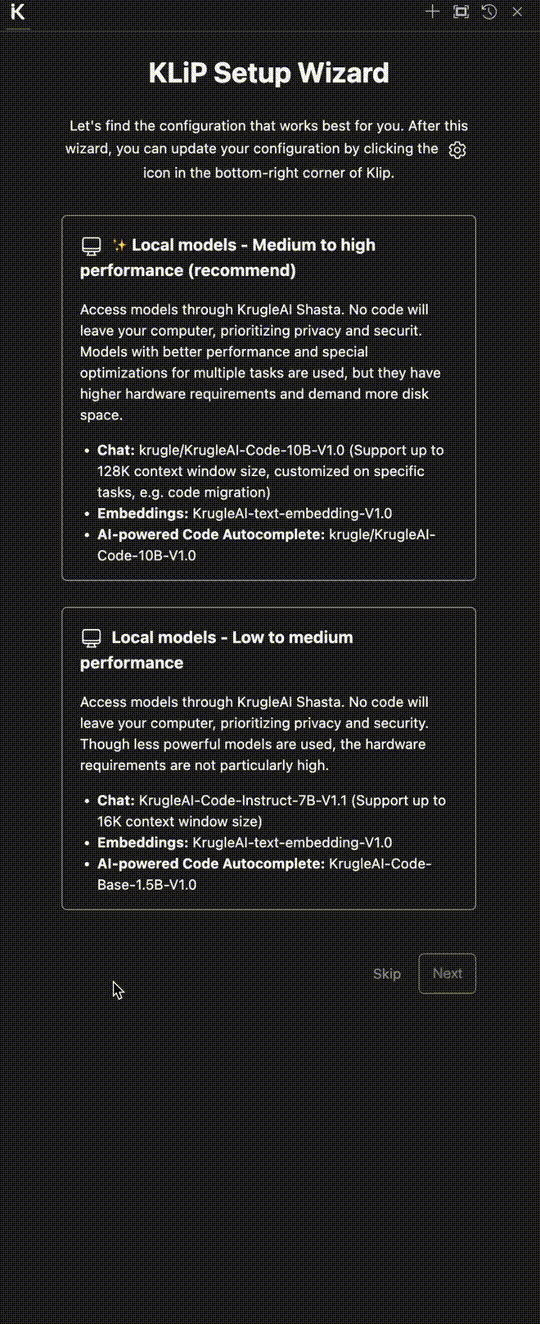 K
KLiP Setup Wizard
Let's find the configuration that works best for you. After this
wizard, you can update your configuration by clicking the
icon in the bottom-right corner of Klip.
✨ Local models - Medium to high
performance (recommend)
Access models through KrugleAI Shasta. No code will
leave your computer, prioritizing privacy and securit.
Models with better performance and special
optimizations for multiple tasks are used, but they have
higher hardware requirements and demand more disk
space.
• Chat: krugle/KrugleAI-Code-10B-V1.0 (Support up to
128K context window size, customized on specific
tasks, e.g. code migration)
• Embeddings: KrugleAI-text-embedding-V1.0
• AI-powered Code Autocomplete: krugle/KrugleAI-
Code-10B-V1.0
Local models - Low to medium
performance
Access models through KrugleAI Shasta. No code will
leave your computer, prioritizing privacy and security.
Though less powerful models are used, the hardware
requirements are not particularly high.
• Chat: KrugleAI-Code-Instruct-7B-V1.1 (Support up to
16K context window size)
• Embeddings: KrugleAI-text-embedding-V1.0
• AI-powered Code Autocomplete: KrugleAI-Code-
Base-1.5B-V1.0
Skip Next